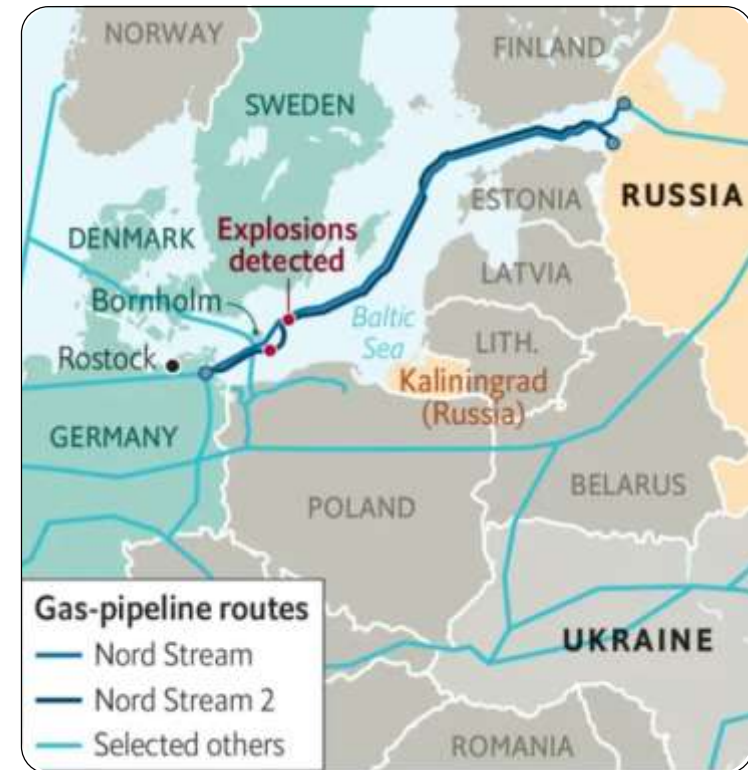 NORWAY
FINLAND
SWEDEN
RUSSIA
ESTONIA
DENMARK
Explosions
detected
LATVIA
Bornholm
Baltic
Sea
LITH.
Rostock
Kaliningrad
(Russia)
GERMANY
BELARUS
POLAND
Gas-pipeline routes
Nord Stream
Nord Stream 2
Selected others
UKRAINE
ROMANIA